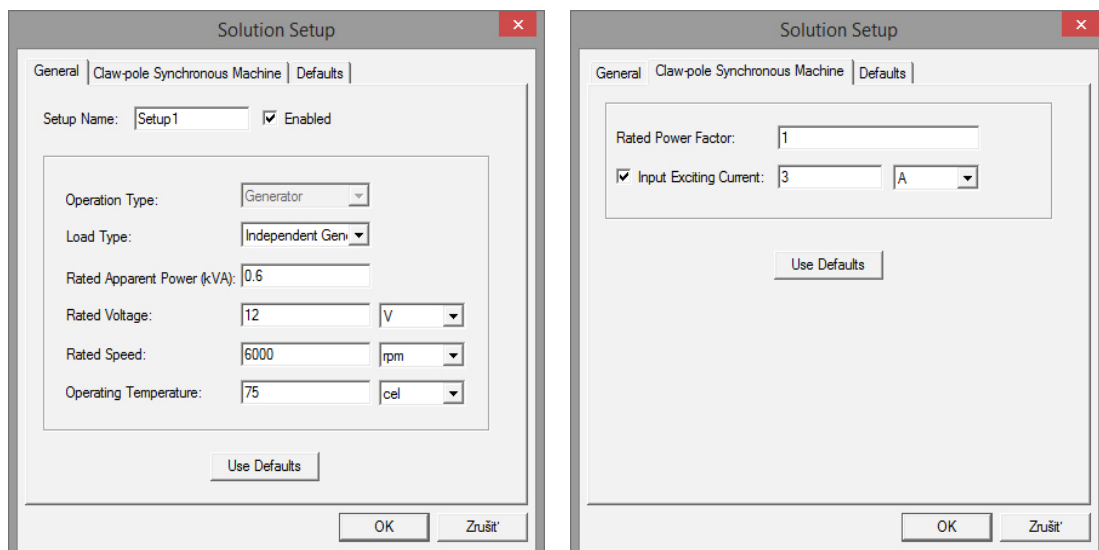 Solution Setup
General Claw-pole Synchronous Machine Defaults
Setup Name: Setup1 Enabled
Operation Type: Generator
Load Type: Independent Gen
Rated Apparent Power (kVA): 0.6
Rated Voltage: 12 V
Rated Speed: 6000 rpm
Operating Temperature: 75 cel
Use Defaults
OK Zrušiť
Solution Setup
General Claw-pole Synchronous Machine Defaults
Rated Power Factor: 1
Input Exciting Current: 3 A
Use Defaults
OK Zrušiť